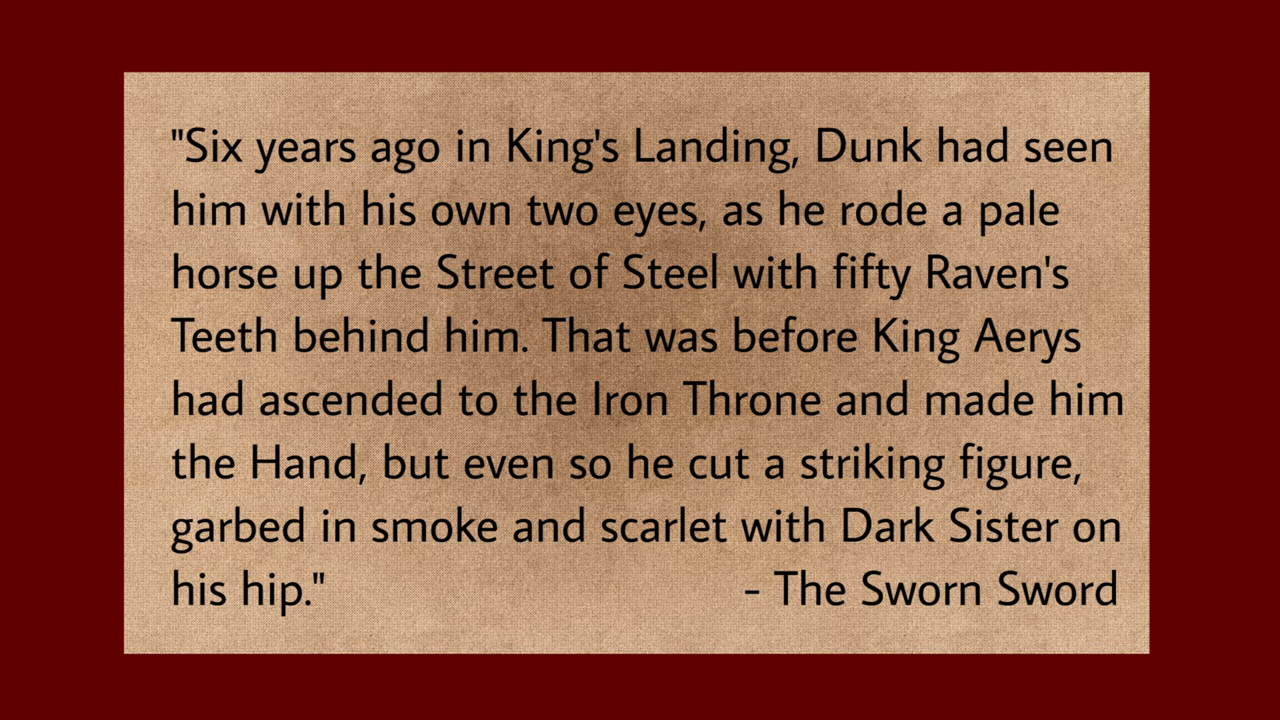 "Six years ago in King's Landing, Dunk had seen
him with his own two eyes, as he rode a pale
horse up the Street of Steel with fifty Raven's
Teeth behind him. That was before King Aerys
had ascended to the Iron Throne and made him
the Hand, but even so he cut a striking figure,
garbed in smoke and scarlet with Dark Sister on
his hip." - The Sworn Sword